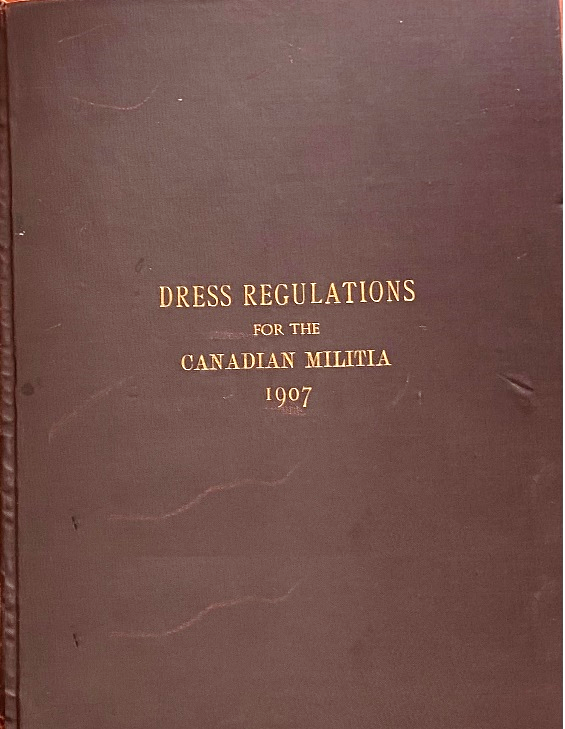 DRESS REGULATIONS
FOR THE
CANADIAN MILITIA
1907